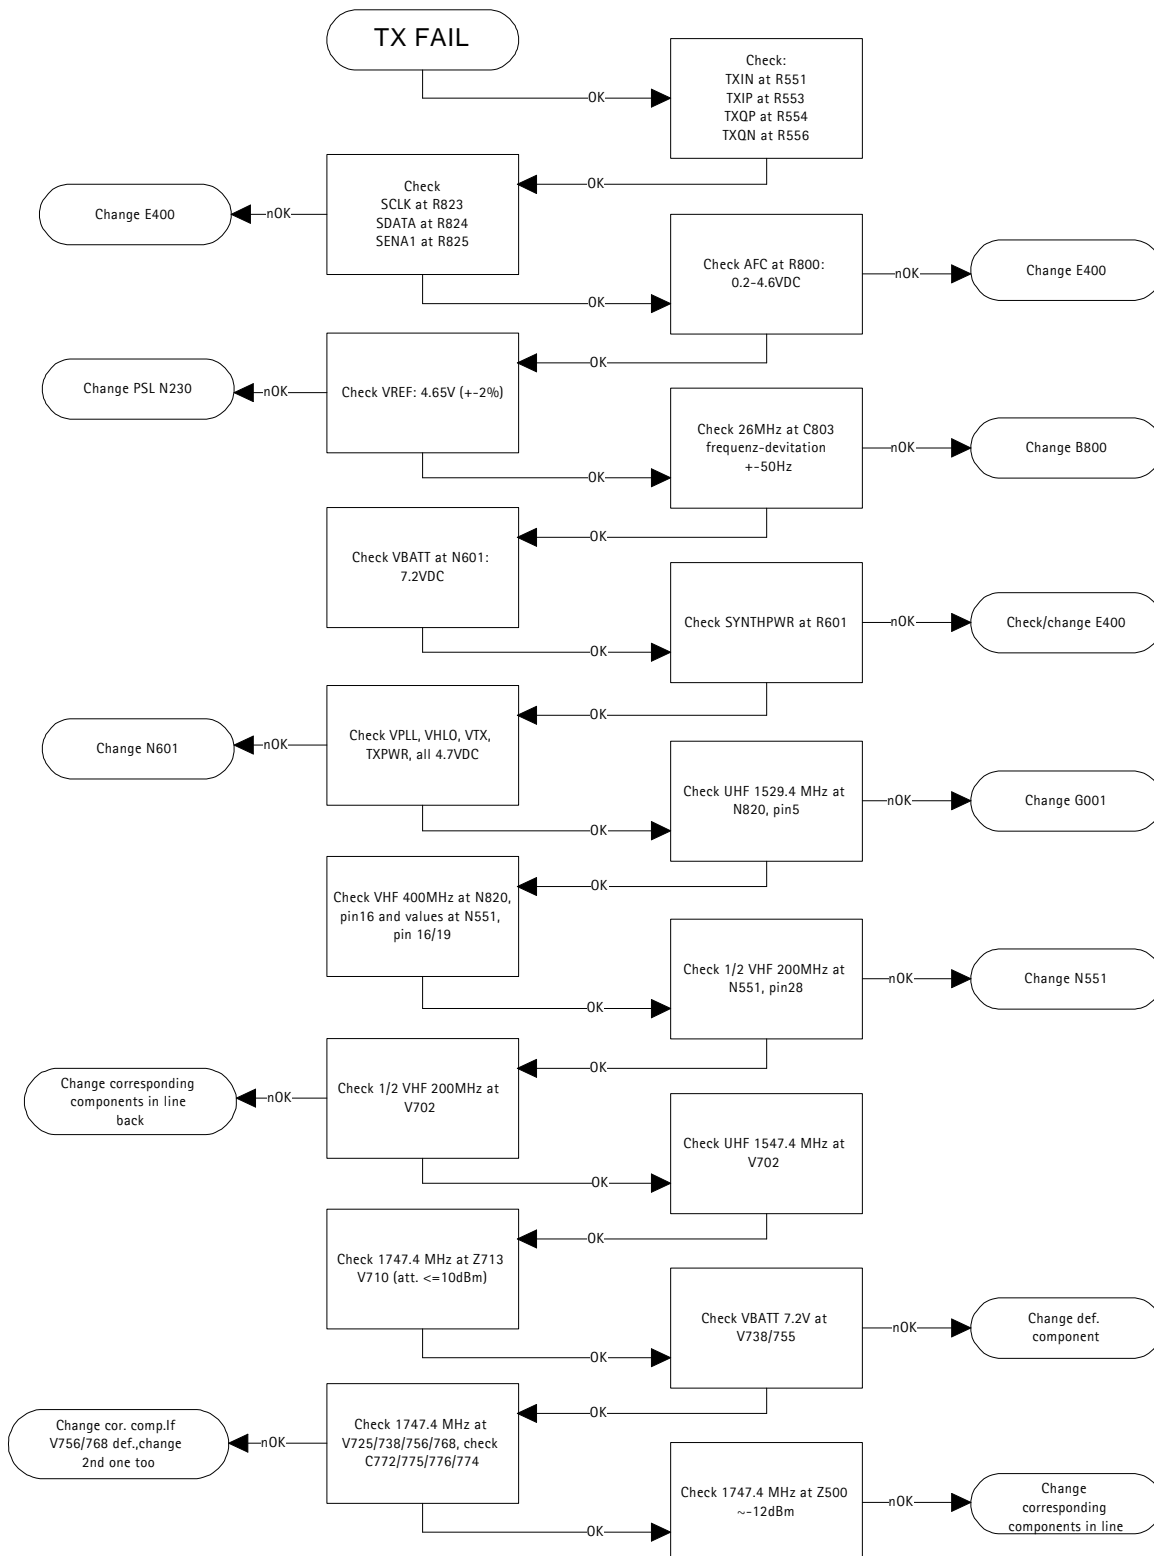 TX FAIL
OK
Check:
TXIN at R551
TXIP at R553
TXQP at R554
TXQN at R556
OK
Check
SCLK at R823
SDATA at R824
SENA1 at R825
nOK
Change E400
OK
Check AFC at R800:
0.2-4.6VDC
nOK
Change E400
OK
Check VREF: 4.65V (+-2%)
nOK
Change PSL N230
OK
Check 26MHz at C803
frequenz-devitation
+-50Hz
nOK
Change B800
OK
Check VBATT at N601:
7.2VDC
OK
Check SYNTHPWR at R601
nOK
Check/change E400
OK
Check VPLL, VHLO, VTX,
TXPWR, all 4.7VDC
nOK
Change N601
OK
Check UHF 1529.4 MHz at
N820, pin5
nOK
Change G001
OK
Check VHF 400MHz at N820,
pin16 and values at N551,
pin 16/19
OK
Check 1/2 VHF 200MHz at
N551, pin28
nOK
Change N551
OK
Check 1/2 VHF 200MHz at
V702
nOK
Change corresponding
components in line
back
OK
Check UHF 1547.4 MHz at
V702
OK
Check 1747.4 MHz at Z713
V710 (att. <=10dBm)
OK
Check VBATT 7.2V at
V738/755
nOK
Change def.
component
OK
Check 1747.4 MHz at
V725/738/756/768, check
C772/775/776/774
nOK
Change cor. comp.If
V756/768 def.,change
2nd one too
OK
Check 1747.4 MHz at Z500
~-12dBm
nOK
Change
corresponding
components in line